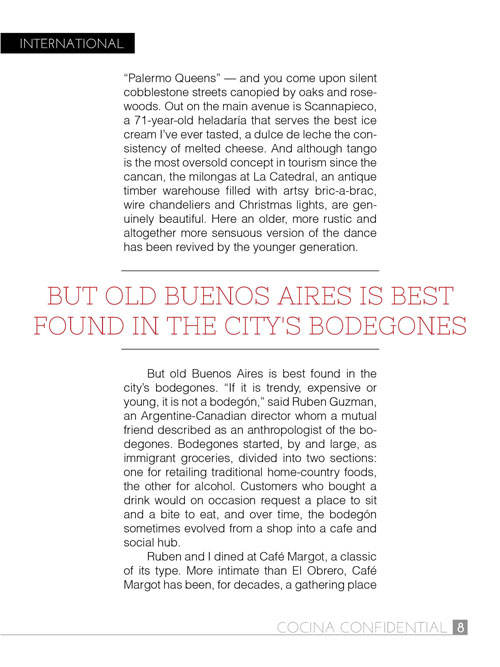 INTERNATIONAL
“Palermo Queens” — and you come upon silent
cobblestone streets canopied by oaks and rose-
woods. Out on the main avenue is Scannapieco,
a 71-year-old heladaría that serves the best ice
cream I’ve ever tasted, a dulce de leche the con-
sistency of melted cheese. And although tango
is the most oversold concept in tourism since the
cancan, the milongas at La Catedral, an antique
timber warehouse filled with artsy bric-a-brac,
wire chandeliers and Christmas lights, are gen-
uinely beautiful. Here an older, more rustic and
altogether more sensuous version of the dance
has been revived by the younger generation.
BUT OLD BUENOS AIRES IS BEST
FOUND IN THE CITY'S BODEGONES
But old Buenos Aires is best found in the
city’s bodegones. “If it is trendy, expensive or
young, it is not a bodegón,” said Ruben Guzman,
an Argentine-Canadian director whom a mutual
friend described as an anthropologist of the bo-
degones. Bodegones started, by and large, as
immigrant groceries, divided into two sections:
one for retailing traditional home-country foods,
the other for alcohol. Customers who bought a
drink would on occasion request a place to sit
and a bite to eat, and over time, the bodegón
sometimes evolved from a shop into a cafe and
social hub.
Ruben and I dined at Café Margot, a classic
of its type. More intimate than El Obrero, Café
Margot has been, for decades, a gathering place
COCINA CONFIDENTIAL 8